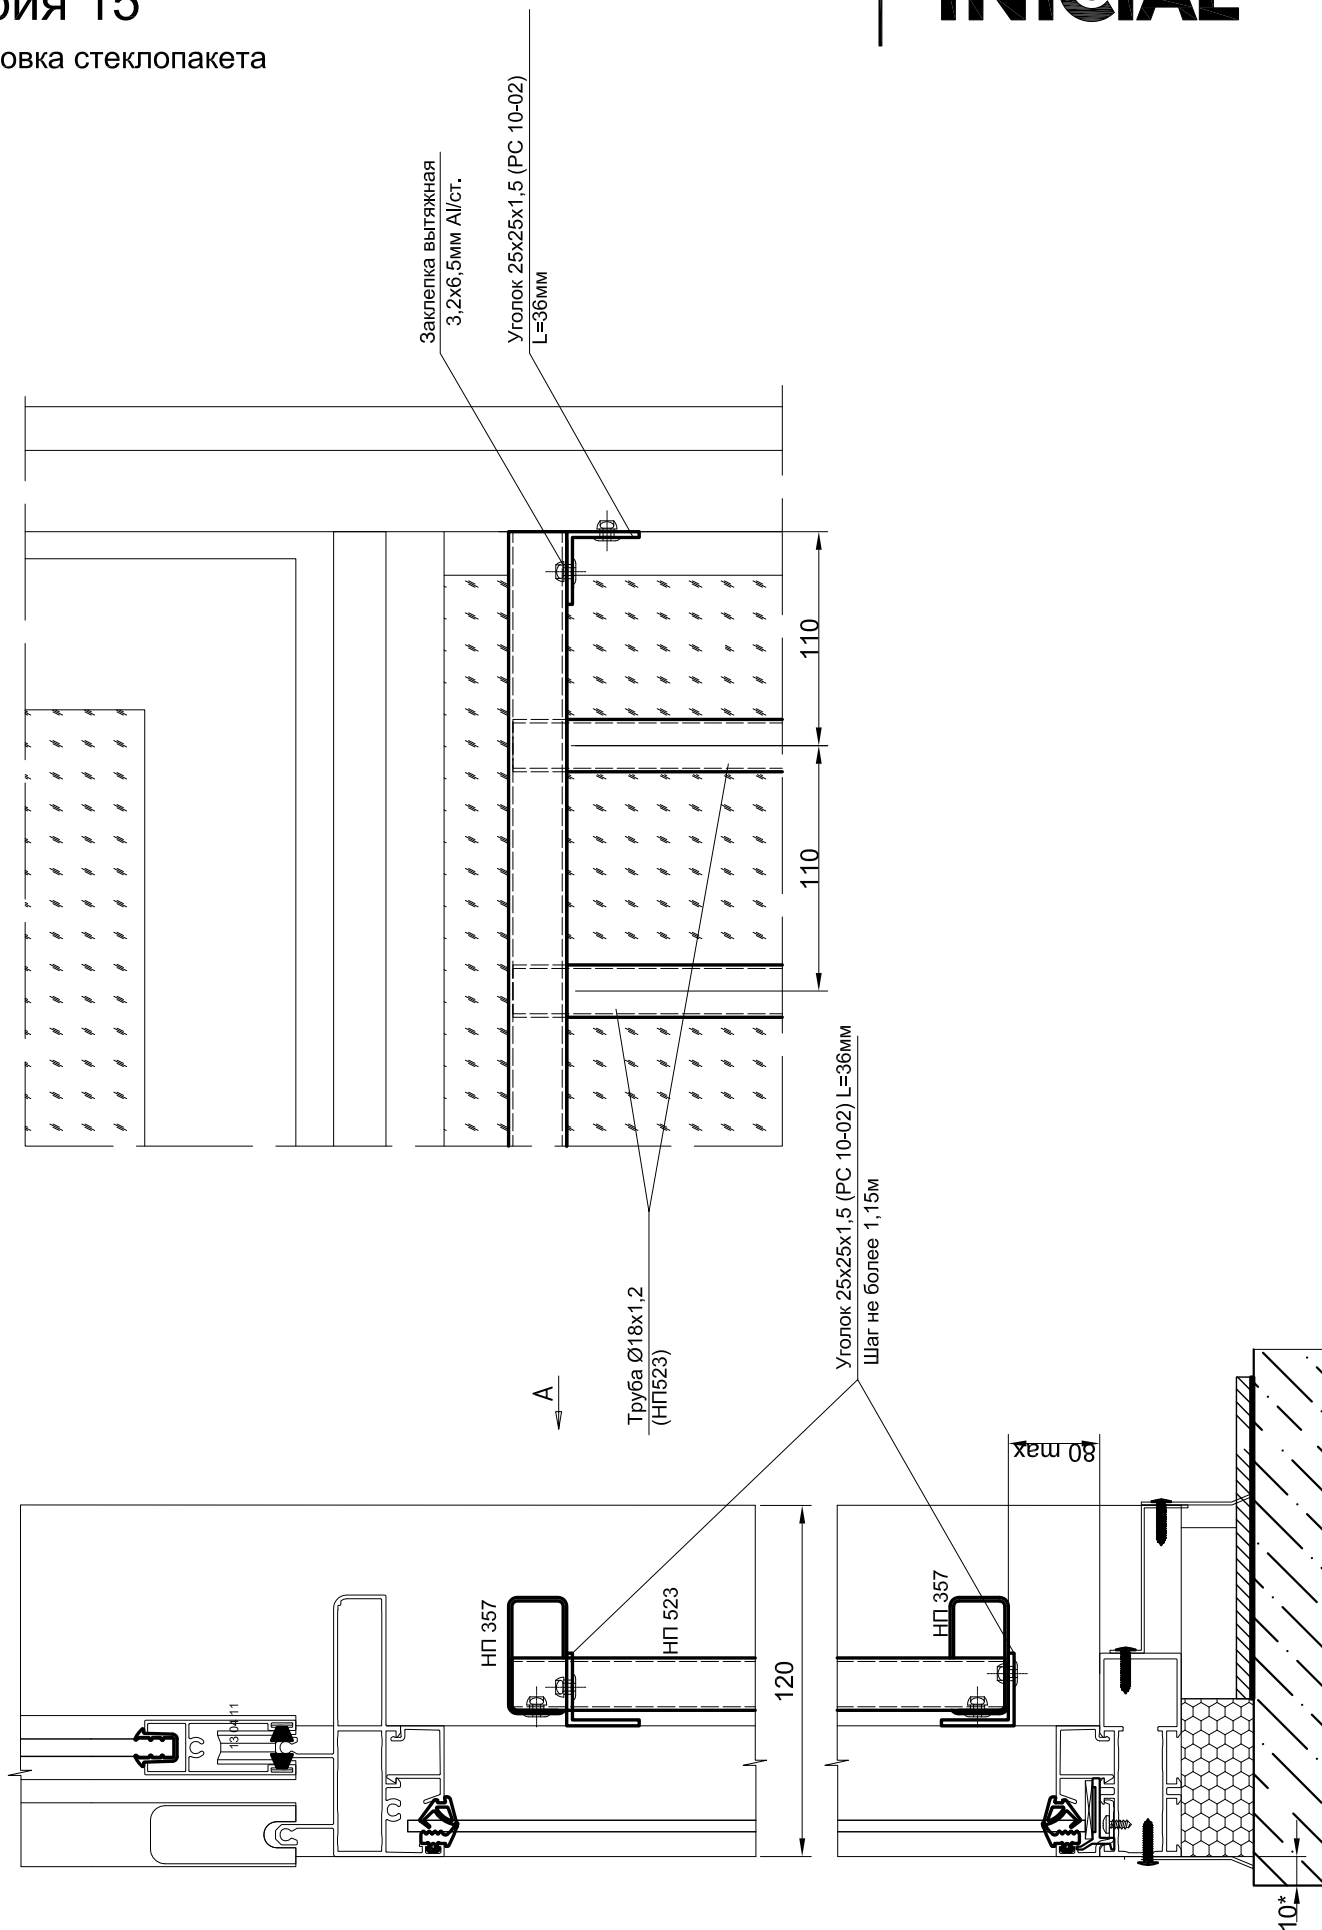 рия 15
INICIAL
овка стеклопакета
Заклепка вытяжная
3,2х6,5мм Al/ст.
Уголок 25х25х1,5 (РС 10-02)
L=36мм
110
110
Труба Ø18х1,2
(НП523)
А
Уголок 25х25х1,5 (РС 10-02) L=36мм
Шаг не более 1,15м
80 max
НП 357
НП 523
НП 357
120
13 04 11
10*